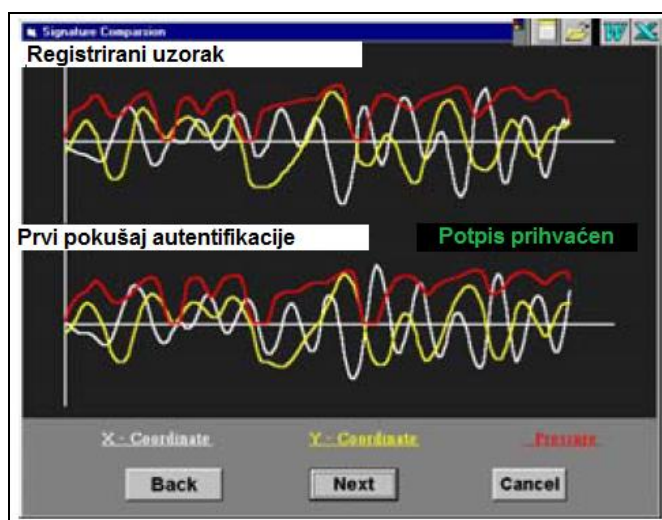 Signature Comparsion
Registrirani uzorak
Prvi pokušaj autentifikacije
Potpis prihvaćen
X - Coordinate Y - Coordinate Pressure
Back Next Cancel